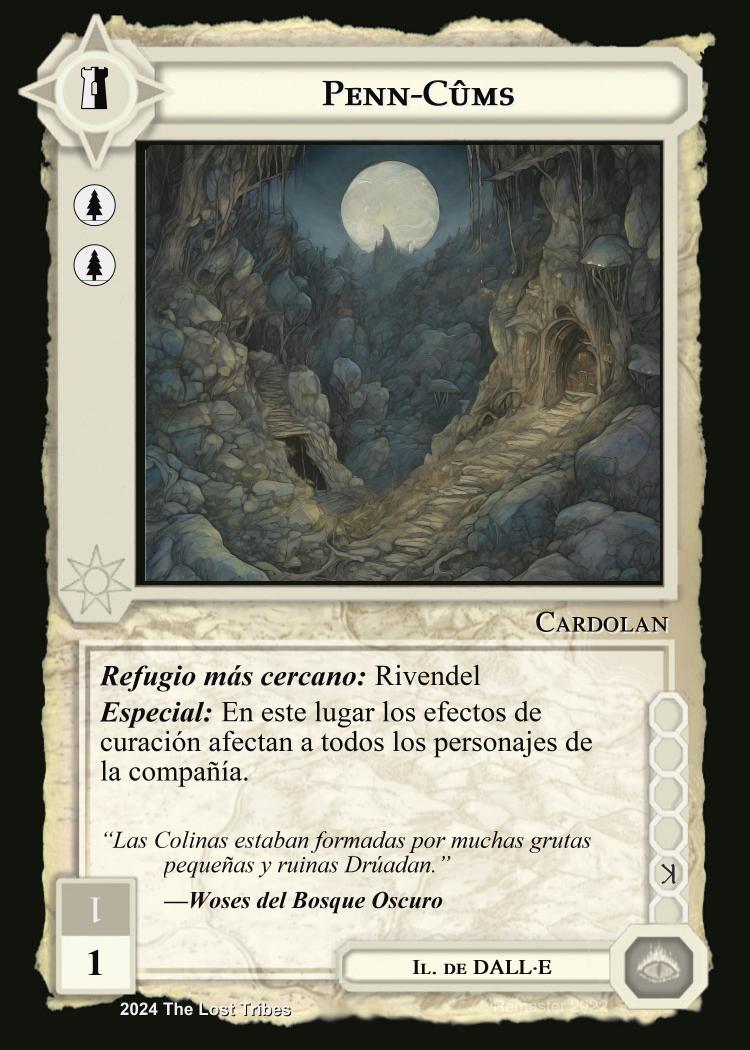 Penn-Cûms
Cardolan
Refugio más cercano: Rivendel
Especial: En este lugar los efectos de
curación afectan a todos los personajes de
la compañía.
“Las Colinas estaban formadas por muchas grutas
pequeñas y ruinas Drúadan.”
—Woses del Bosque Oscuro
1
1
Il. de DALL·E
2024 The Lost Tribes
Remaster 2022